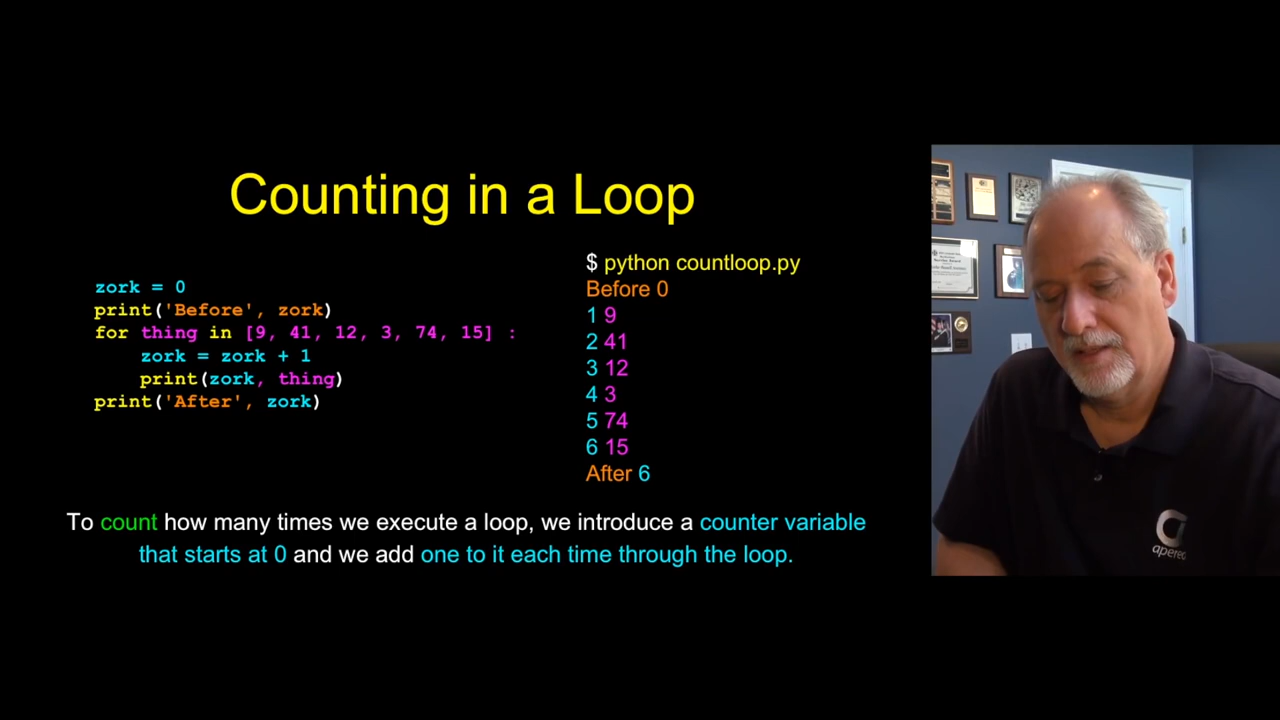 Counting in a Loop
zork = 0
print('Before', zork)
for thing in [9, 41, 12, 3, 74, 15] :
    zork = zork + 1
    print(zork, thing)
print('After', zork)
$ python countloop.py
Before 0
1 9
2 41
3 12
4 3
5 74
6 15
After 6
To count how many times we execute a loop, we introduce a counter variable
that starts at 0 and we add one to it each time through the loop.
apereo